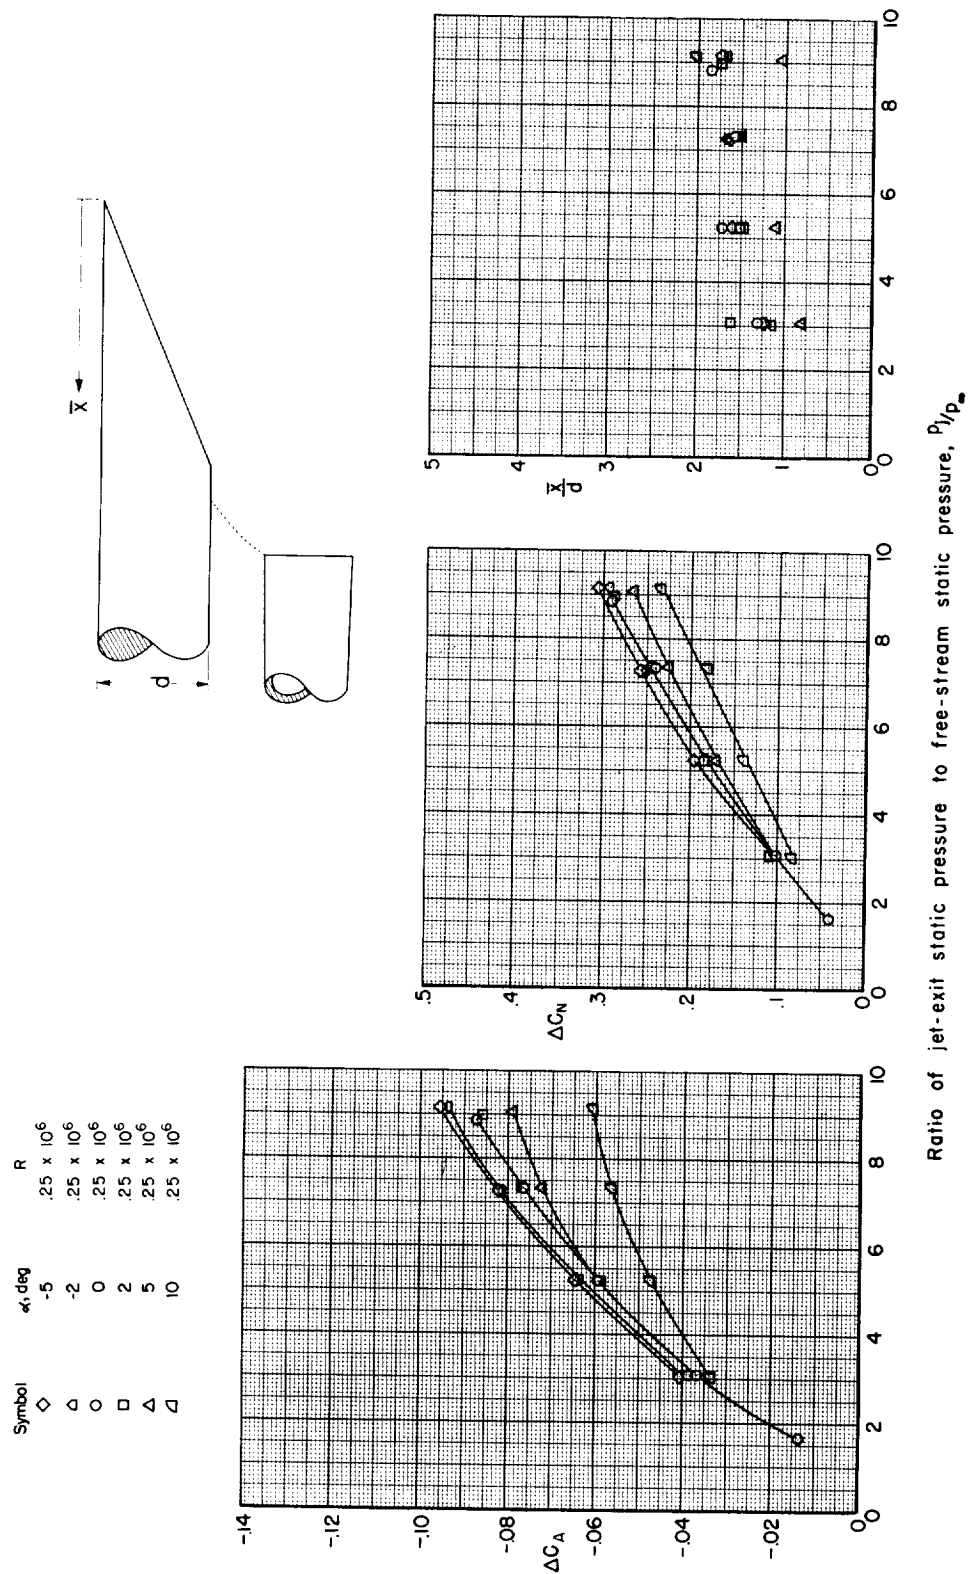 Symbol α, deg R
-5 .25 x 10⁶
-2 .25 x 10⁶
0 .25 x 10⁶
2 .25 x 10⁶
5 .25 x 10⁶
10 .25 x 10⁶
d
x̄
-.14
-.10
-.08
ΔC_A
-.06
-.04
-.02
0
0 2 4 6 8 10
.5
.4
ΔC_N
.3
.2
.1
0
0 2 4 6 8 10
5
4
x̄/d
3
2
1
0
0 2 4 6 8 10
Ratio of jet-exit static pressure to free-stream static pressure, p_j/p_∞